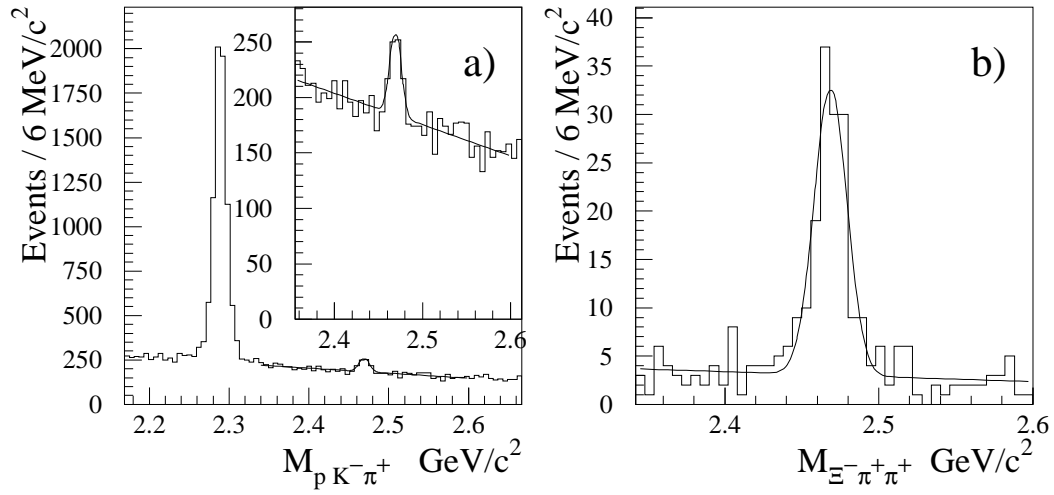 Events / 6 MeV/c²
2000
1750
1500
1250
1000
750
500
250
0
2.2 2.3 2.4 2.5 2.6
M_{p K⁻π⁺} GeV/c²
a)
250
200
150
100
50
0
2.4 2.5 2.6
Events / 6 MeV/c²
40
35
30
25
20
15
10
5
0
2.4 2.5 2.6
M_{Ξ⁻π⁺π⁺} GeV/c²
b)